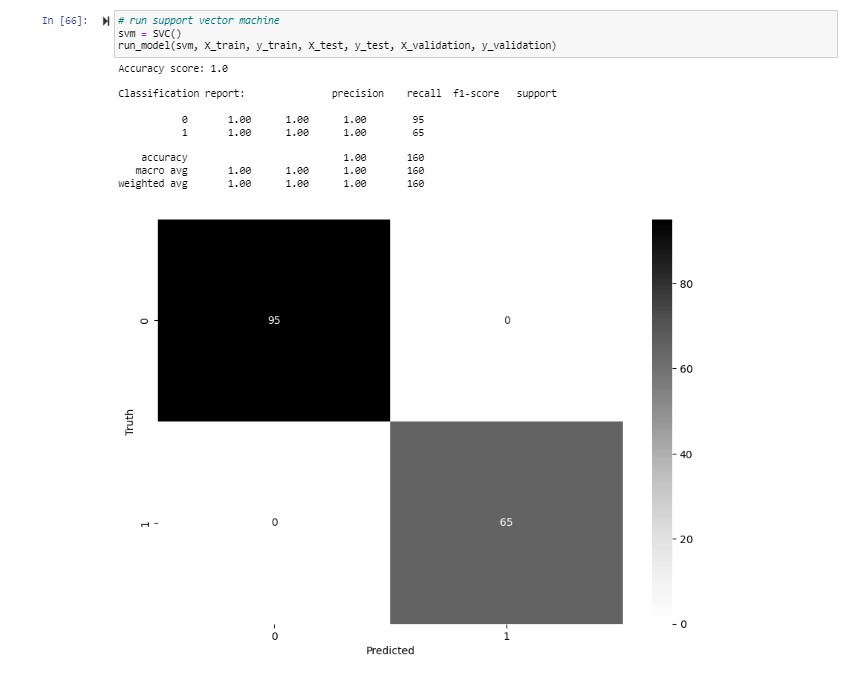 In [66]: # run support vector machine
svm = SVC()
run_model(svm, X_train, y_train, X_test, y_test, X_validation, y_validation)
Accuracy score: 1.0
Classification report: precision recall f1-score support
0 1.00 1.00 1.00 95
1 1.00 1.00 1.00 65
accuracy 1.00 160
macro avg 1.00 1.00 1.00 160
weighted avg 1.00 1.00 1.00 160
80
0 95 0
60
Truth
40
1 0 65
20
0
0 1
Predicted